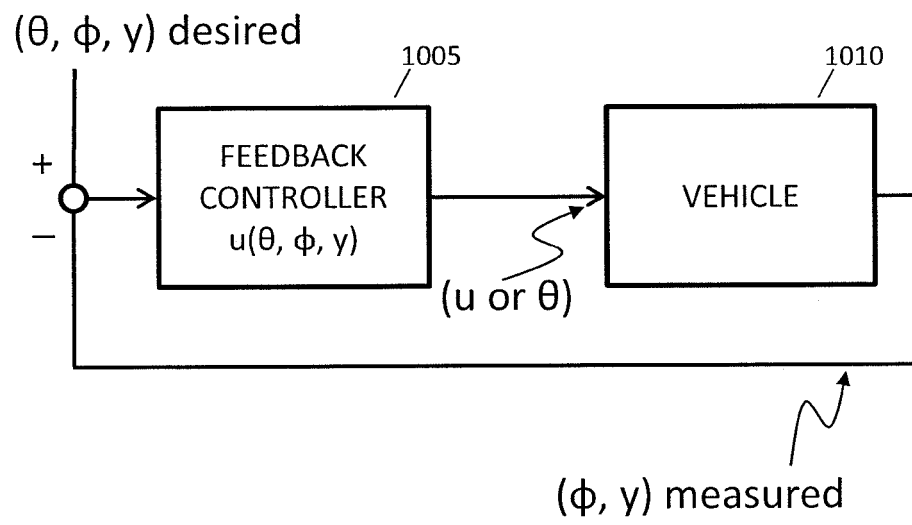 (θ, ϕ, y) desired
1005
1010
+
−
FEEDBACK
CONTROLLER
u(θ, ϕ, y)
VEHICLE
(u or θ)
(ϕ, y) measured